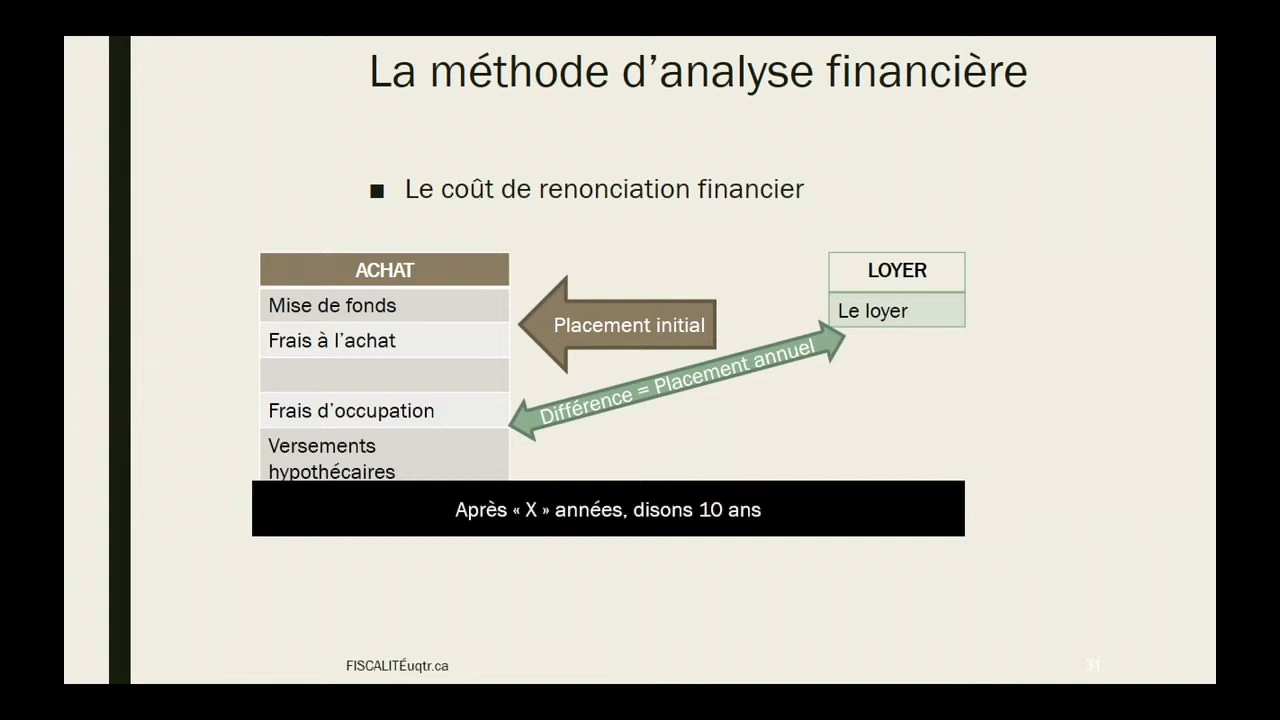 La méthode d’analyse financière
■ Le coût de renonciation financier
ACHAT
Mise de fonds
Frais à l’achat
Frais d’occupation
Versements
hypothécaires
Placement initial
Différence = Placement annuel
LOYER
Le loyer
Après « X » années, disons 10 ans
FISCALITÉuqtr.ca
31